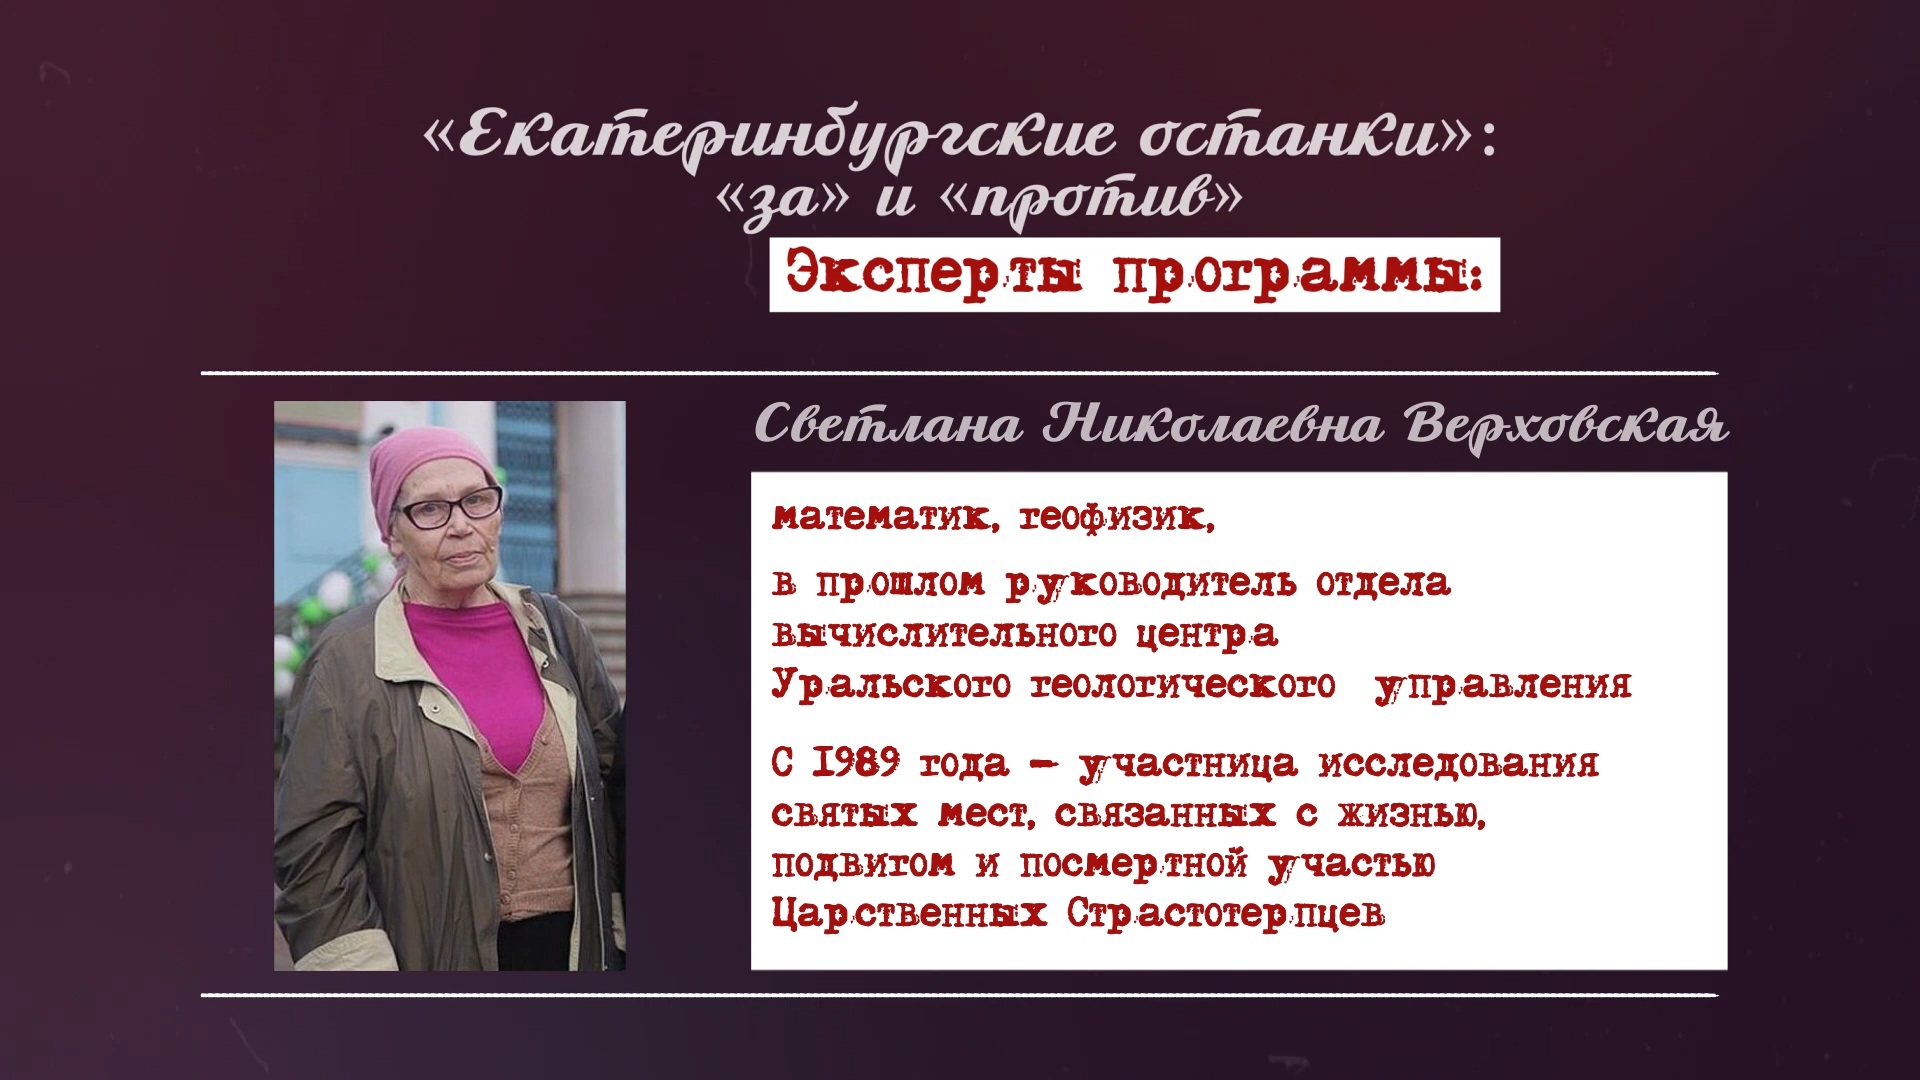 «Екатеринбургские останки»:
«за» и «против»
Эксперты программы:
Светлана Николаевна Верховская
математик, геофизик,
в прошлом руководитель отдела
вычислительного центра
Уральского геологического управления
С 1989 года – участница исследования
святых мест, связанных с жизнью,
подвигом и посмертной участью
Царственных Страстотерпцев